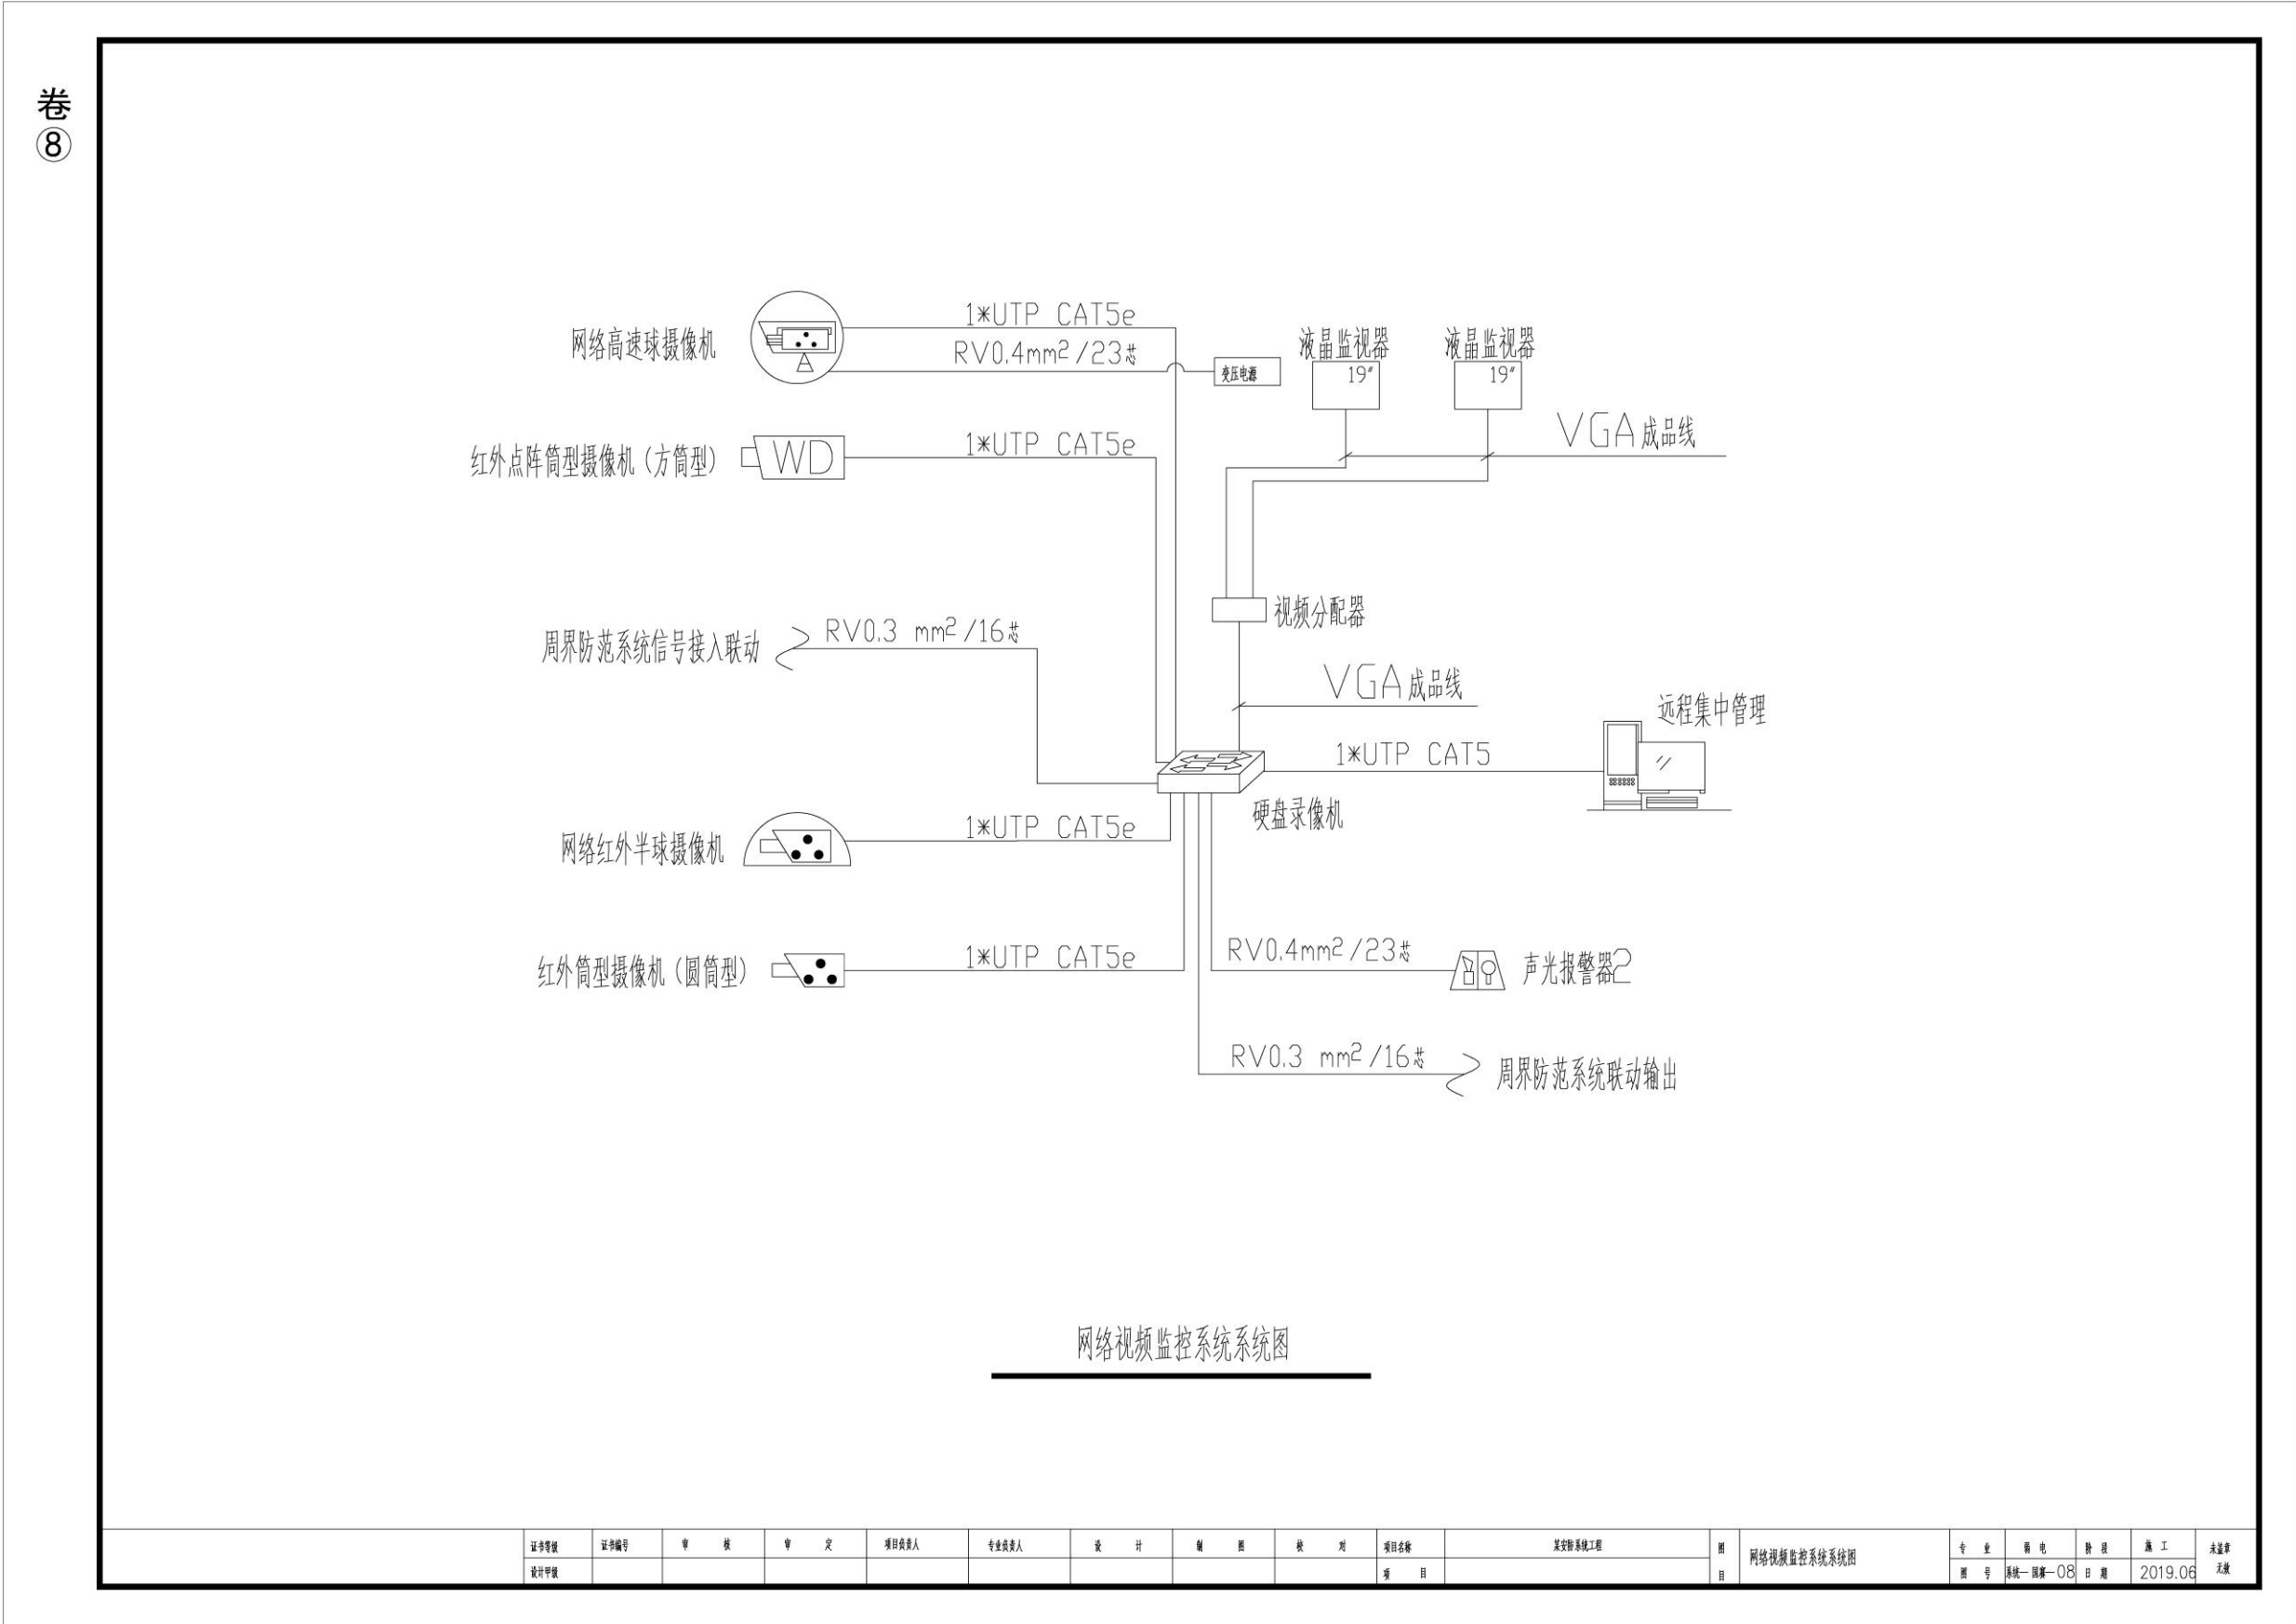 卷
⑧
1*UTP CAT5e
网络高速球摄像机
RV0.4mm²/23芯
变压电源
液晶监视器
液晶监视器
19"
19"
VGA成品线
红外点阵筒型摄像机(方筒型)
WD
1*UTP CAT5e
视频分配器
周界防范系统信号接入联动
RV0.3 mm²/16芯
VGA成品线
远程集中管理
1*UTP CAT5
硬盘录像机
网络红外半球摄像机
1*UTP CAT5e
红外筒型摄像机(圆筒型)
1*UTP CAT5e
RV0.4mm²/23芯
声光报警器2
RV0.3 mm²/16芯
周界防范系统联动输出
网络视频监控系统系统图
证书等级 证书编号 审 核 审 定 项目负责人 专业负责人 设 计 制 图 校 对 项目名称 某安防系统工程 图 网络视频监控系统系统图 专 业 弱 电 阶 段 施 工 未盖章
设计甲级 项 目 目 图 号 系统—国赛—08 日 期 2019.06 无效